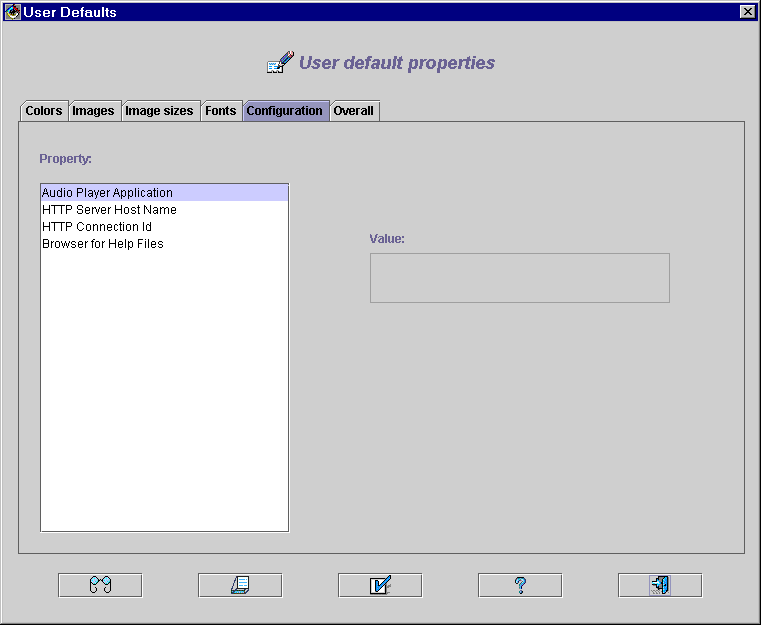 User Defaults
User default properties
Colors Images Image sizes Fonts Configuration Overall
Property:
Audio Player Application
HTTP Server Host Name
HTTP Connection Id
Browser for Help Files
Value:
?